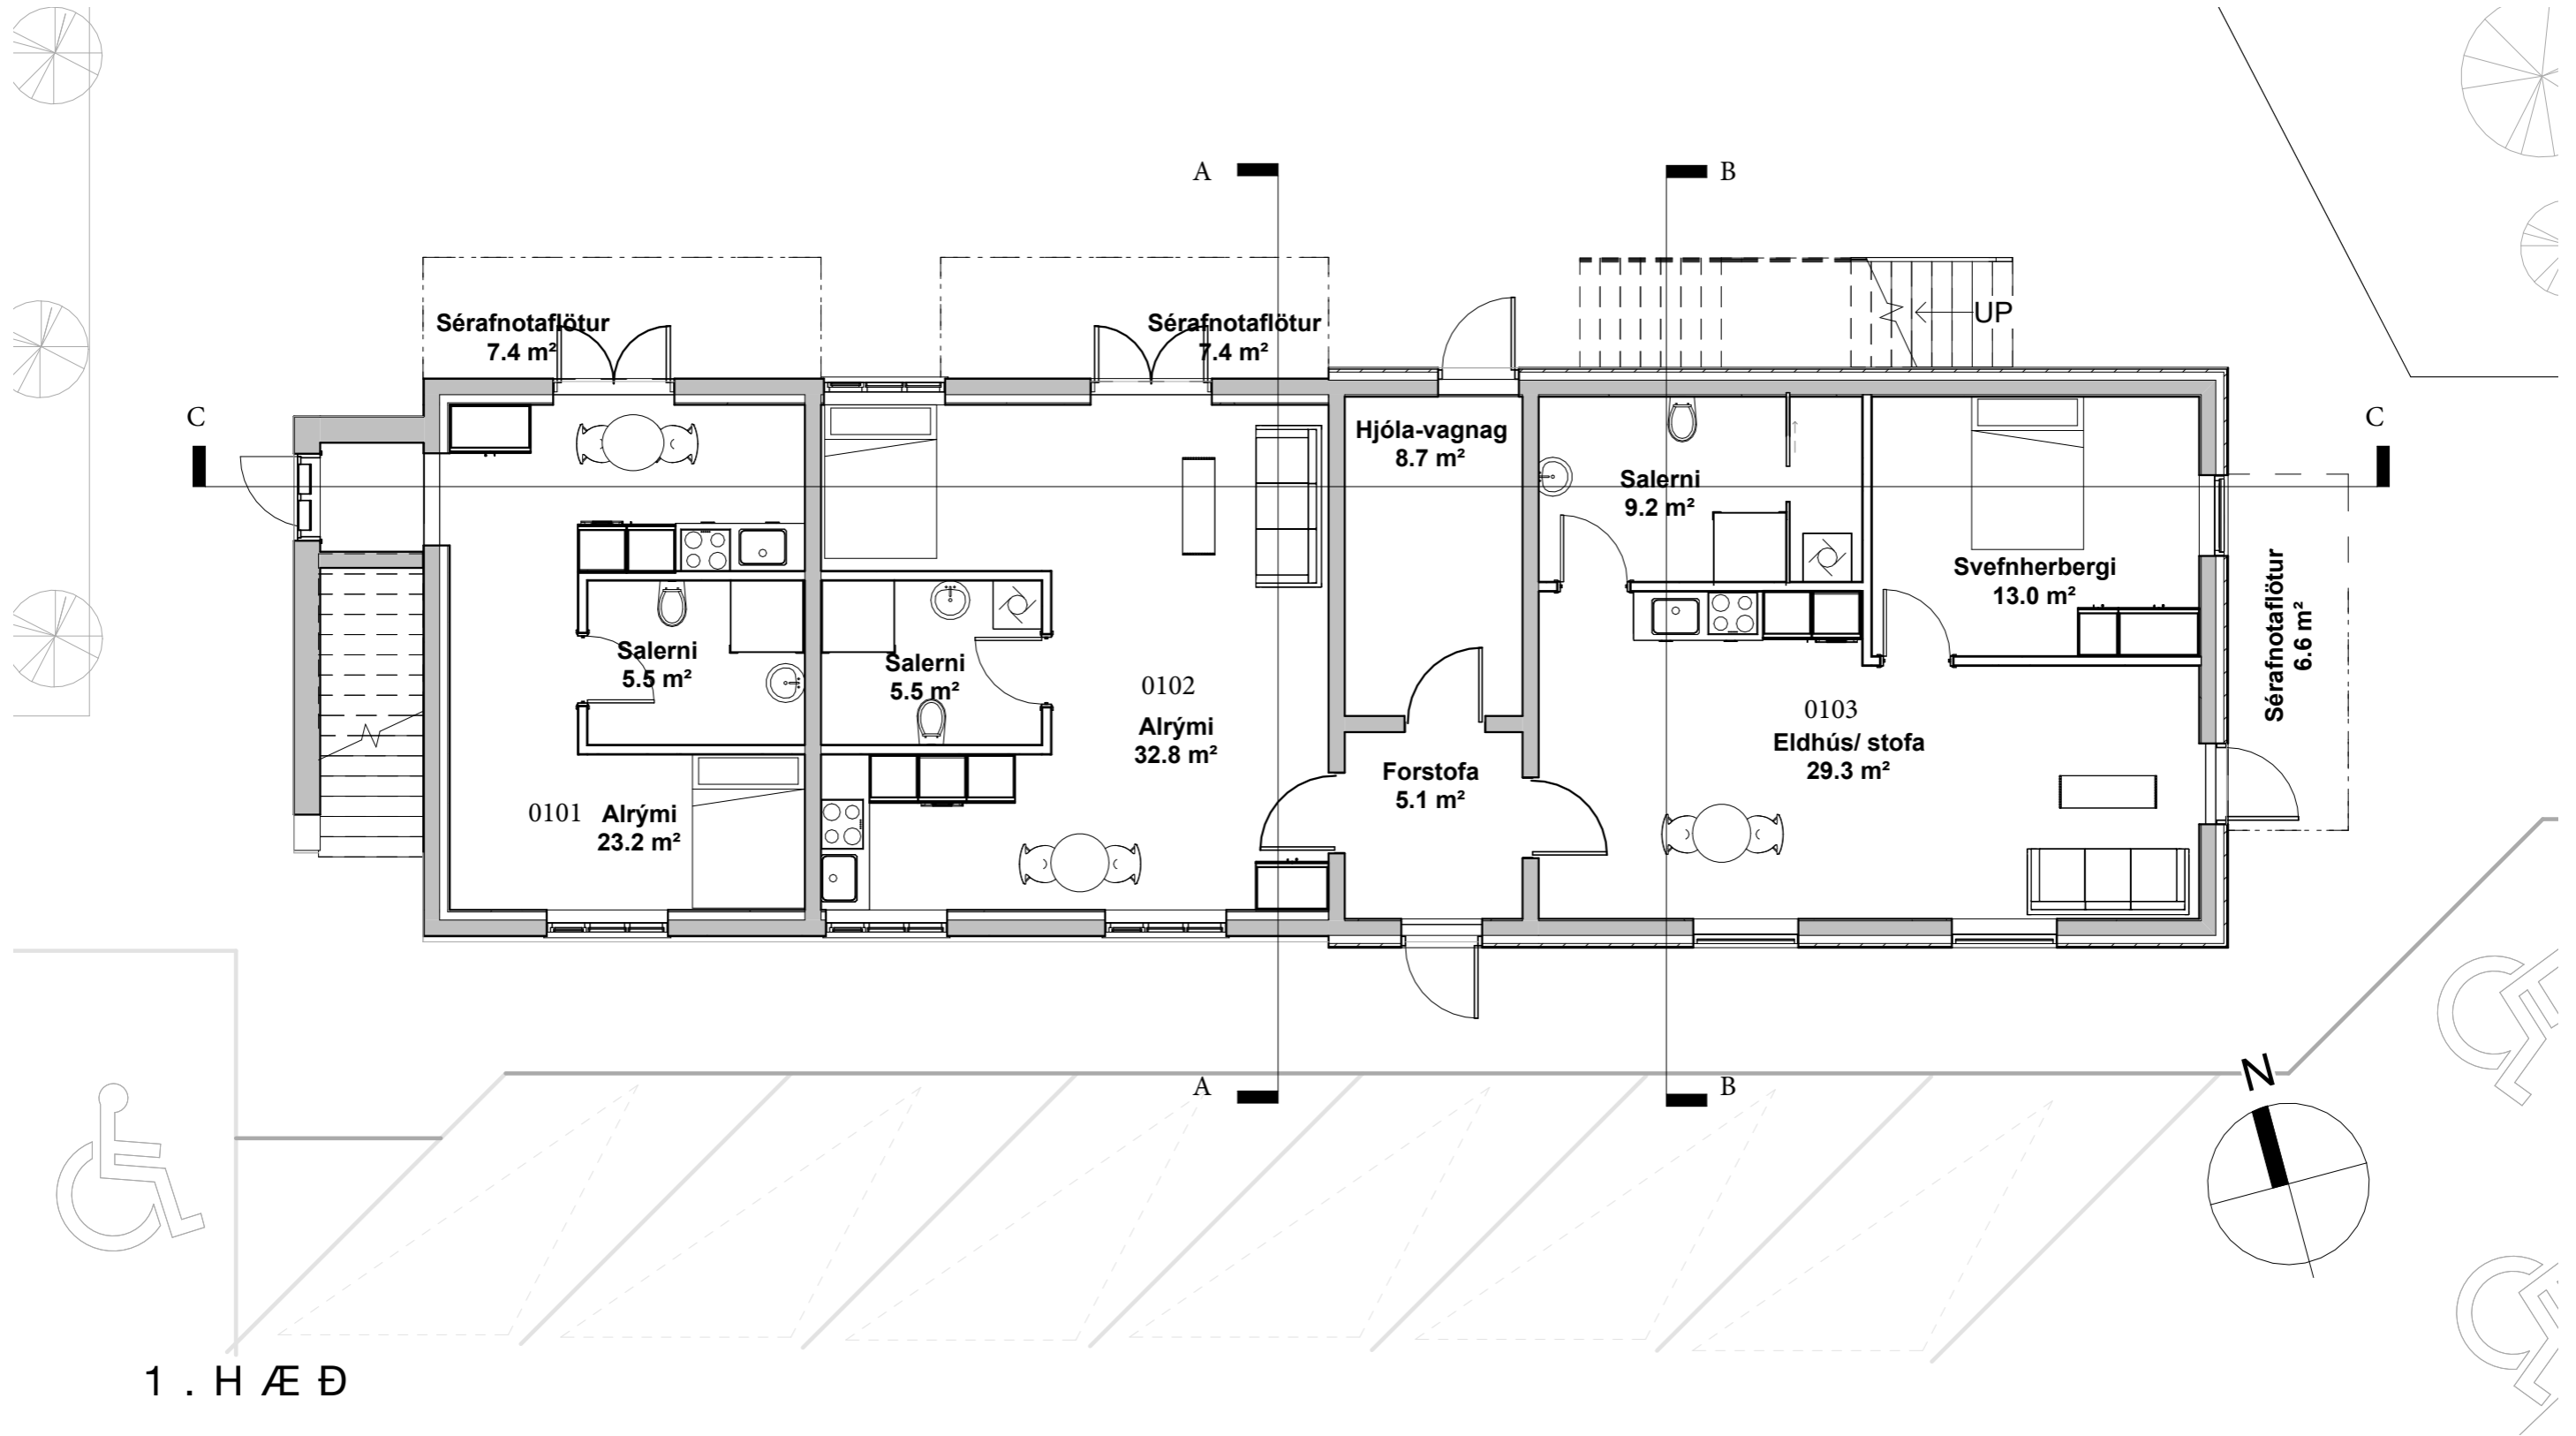 A
B
Sérafnotaflötur
7.4 m²
Sérafnotaflötur
7.4 m²
UP
C
C
Hjóla-vagnag
8.7 m²
Salerni
9.2 m²
Svefnherbergi
13.0 m²
Sérafnotaflötur
6.6 m²
Salerni
5.5 m²
Salerni
5.5 m²
0102
Alrými
32.8 m²
0103
Eldhús/ stofa
29.3 m²
Forstofa
5.1 m²
0101
Alrými
23.2 m²
A
B
N
1.HÆÐ